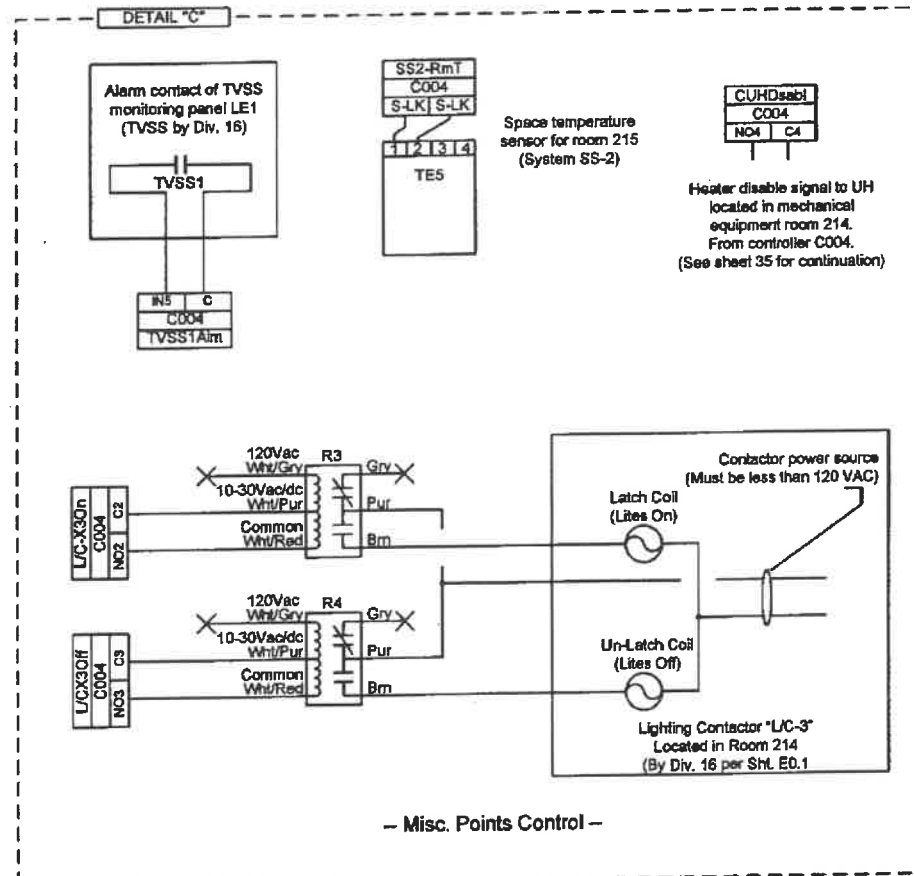 DETAIL "C"
Alarm contact of TVSS
monitoring panel LE1
(TVSS by Div. 16)
TVSS1
IN5 C
C004
TVSS1Alm
SS2-RmT
C004
S-LK S-LK
1 2 3 4
TE5
Space temperature
sensor for room 215
(System SS-2)
CUHDsabl
C004
NO4 C4
Heater disable signal to UH
located in mechanical
equipment room 214.
From controller C004.
(See sheet 35 for continuation)
L/C-X3On
C004
NO2 C2
120Vac
Wht/Gry
10-30Vac/dc
Wht/Pur
Common
Wht/Red
R3
Gry
Pur
Brn
L/CX3Off
C004
NO3 C3
120Vac
Wht/Gry
10-30Vac/dc
Wht/Pur
Common
Wht/Red
R4
Gry
Pur
Brn
Contactor power source
(Must be less than 120 VAC)
Latch Coil
(Lites On)
Un-Latch Coil
(Lites Off)
Lighting Contactor "L/C-3"
Located in Room 214
(By Div. 16 per Sht. E0.1
-- Misc. Points Control --